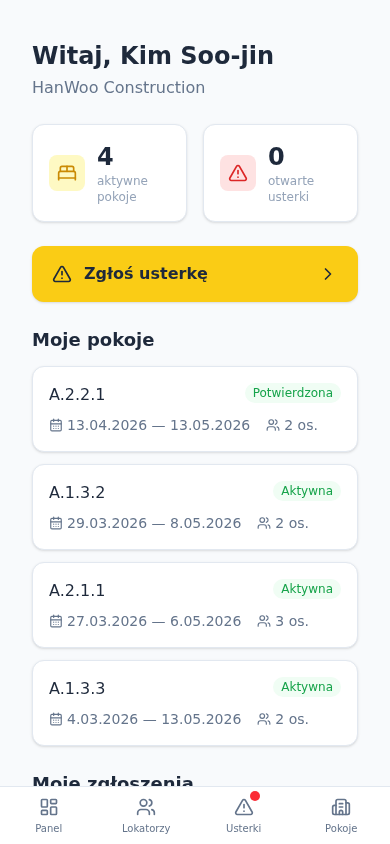 Witaj, Kim Soo-jin
HanWoo Construction
4
aktywne
pokoje
0
otwarte
usterki
Zgłoś usterkę
Moje pokoje
A.2.2.1
Potwierdzona
13.04.2026 — 13.05.2026 2 os.
A.1.3.2
Aktywna
29.03.2026 — 8.05.2026 2 os.
A.2.1.1
Aktywna
27.03.2026 — 6.05.2026 3 os.
A.1.3.3
Aktywna
4.03.2026 — 13.05.2026 2 os.
Moje zgłoszenia
Panel
Lokatorzy
Usterki
Pokoje